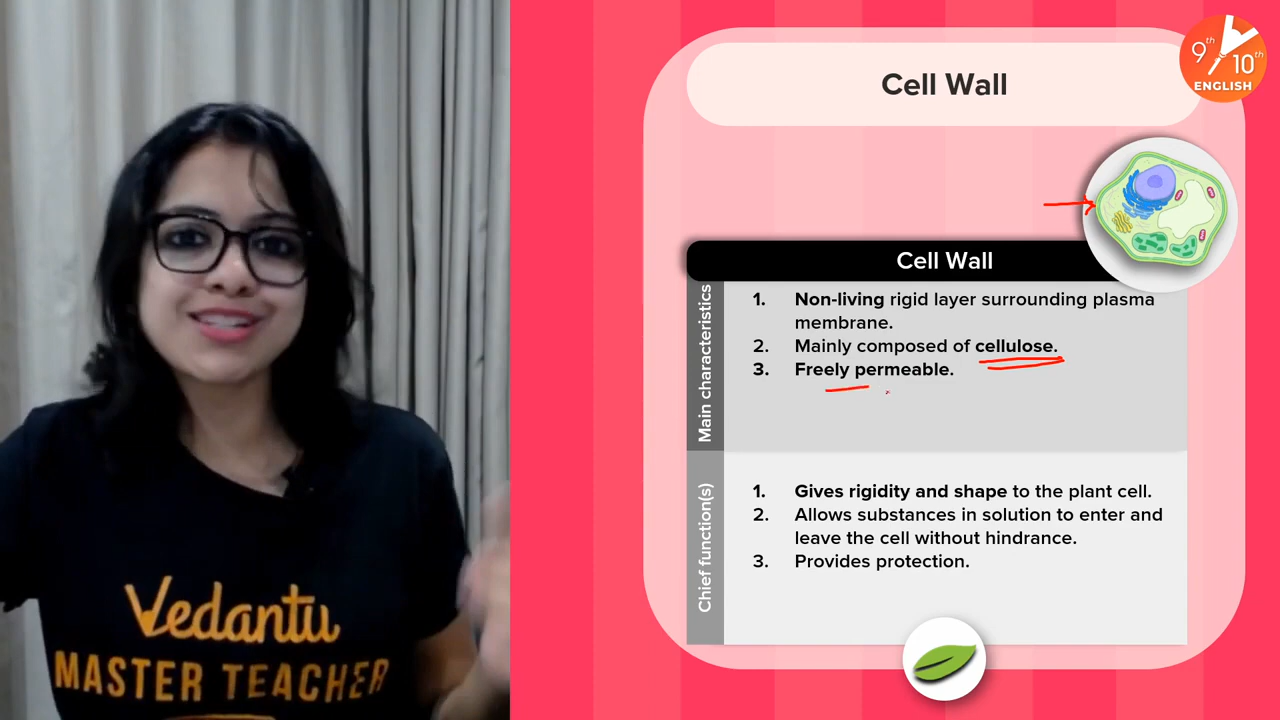 Cell Wall
9th
10th
ENGLISH
Cell Wall
Main characteristics
1. Non-living rigid layer surrounding plasma
membrane.
2. Mainly composed of cellulose.
3. Freely permeable.
Chief function(s)
1. Gives rigidity and shape to the plant cell.
2. Allows substances in solution to enter and
leave the cell without hindrance.
3. Provides protection.
Vedantu
MASTER TEACHER